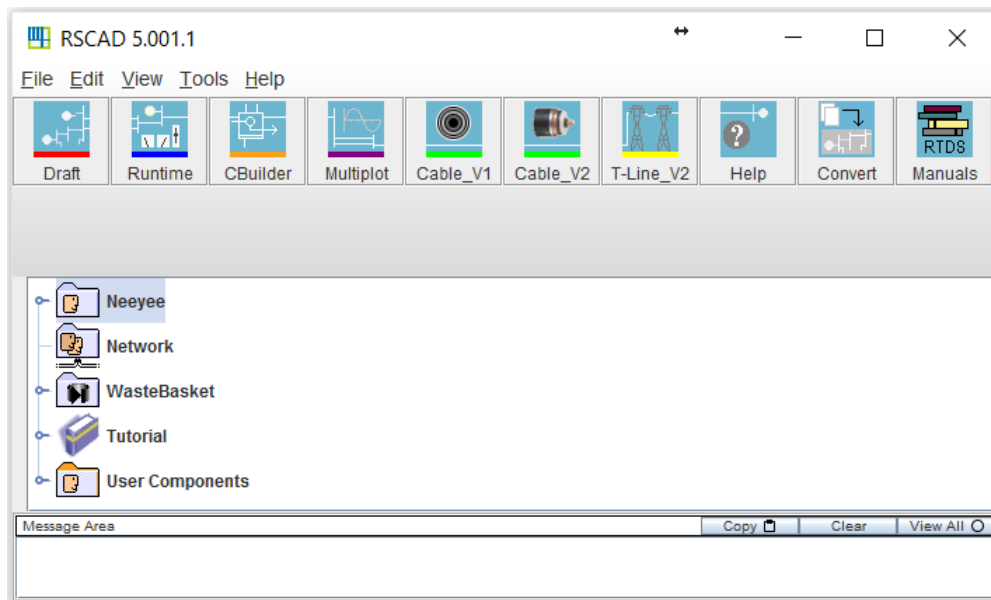 RSCAD 5.001.1
File Edit View Tools Help
Draft Runtime CBuilder Multiplot Cable_V1 Cable_V2 T-Line_V2 Help Convert Manuals
RTDS
Neeyee
Network
WasteBasket
Tutorial
User Components
Message Area Copy Clear View All